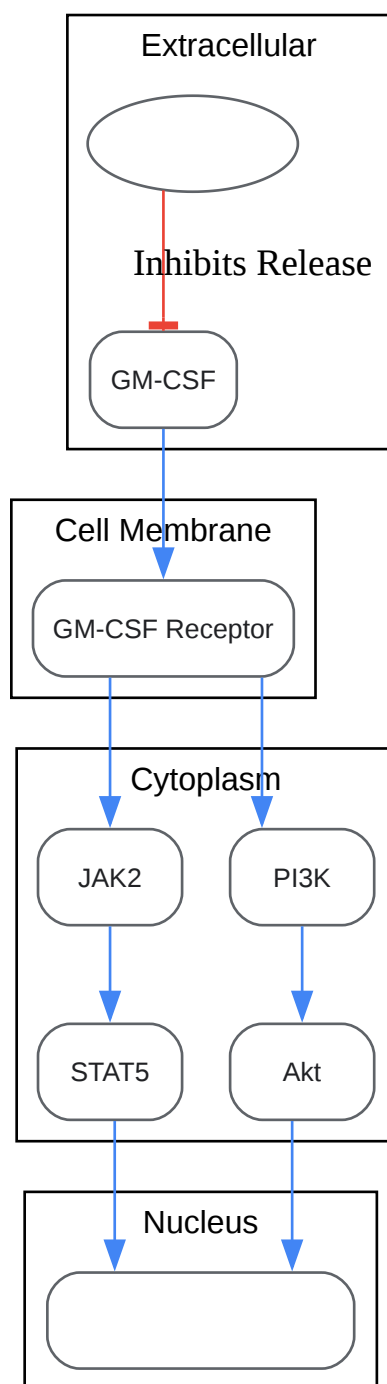 Extracellular
Inhibits Release
GM-CSF
Cell Membrane
GM-CSF Receptor
Cytoplasm
JAK2
PI3K
STAT5
Akt
Nucleus